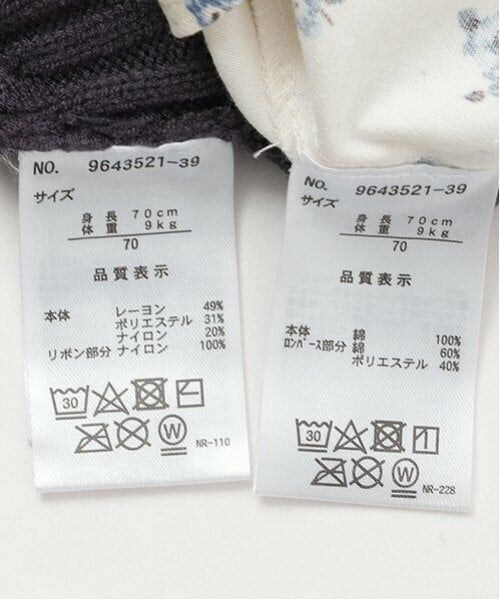 NO. 9643521-39
サイズ
身長 70cm
体重 9kg
70
品質表示
本体 レーヨン 49%
ポリエステル 31%
ナイロン 20%
リボン部分 ナイロン 100%
30
W
NR-110
NO. 9643521-39
サイズ
身長 70cm
体重 9kg
70
品質表示
本体 綿 100%
ロンパース部分 綿 60%
ポリエステル 40%
30
W
NR-228